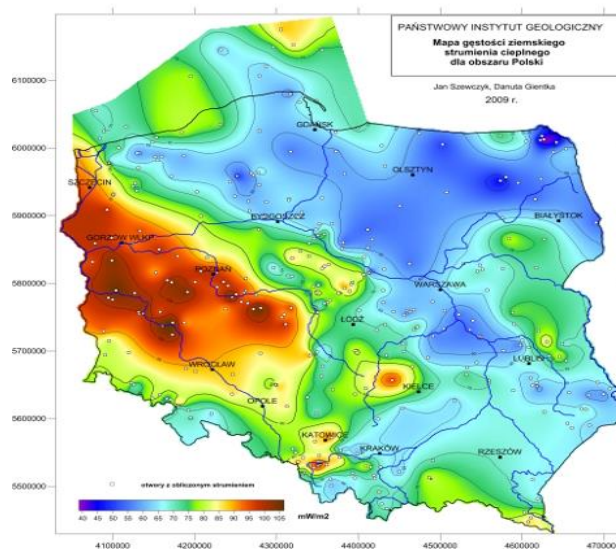 PAŃSTWOWY INSTYTUT GEOLOGICZNY
Mapa gęstości ziemskiego
strumienia cieplnego
dla obszaru Polski
Jan Szewczyk, Danuta Gientka
2009 r.
6100000
GDAŃSK
6000000
OLSZTYN
SZCZECIN
5900000
BYDGOSZCZ
BIAŁYSTOK
GORZÓW WLKP
5800000
POZNAŃ
WARSZAWA
ŁÓDŹ
5700000
WROCŁAW
LUBLIN
KIELCE
5600000
OPOLE
KATOWICE
KRAKÓW
RZESZÓW
5500000
otwory z obliczonym strumieniem
40 45 50 55 60 65 70 75 80 85 90 95 100 105
mW/m2
4100000 4200000 4300000 4400000 4500000 4600000 4700000